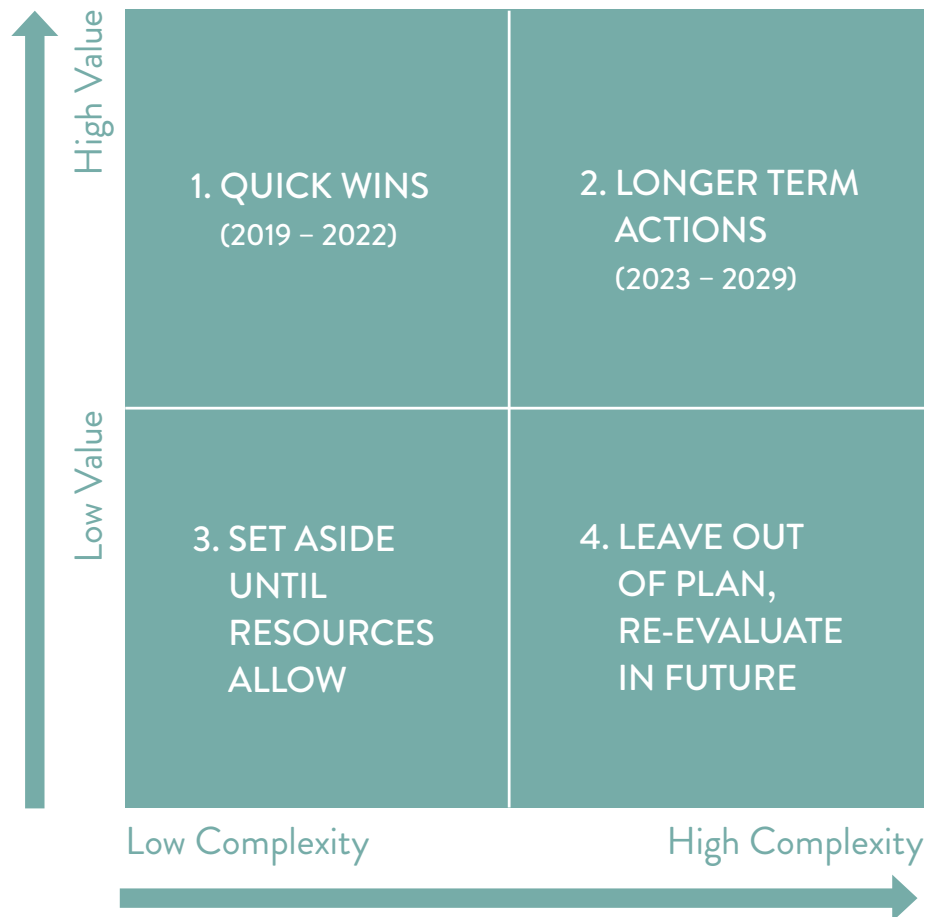 High Value
1. QUICK WINS
(2019 – 2022)
2. LONGER TERM
ACTIONS
(2023 – 2029)
Low Value
3. SET ASIDE
UNTIL
RESOURCES
ALLOW
4. LEAVE OUT
OF PLAN,
RE-EVALUATE
IN FUTURE
Low Complexity
High Complexity